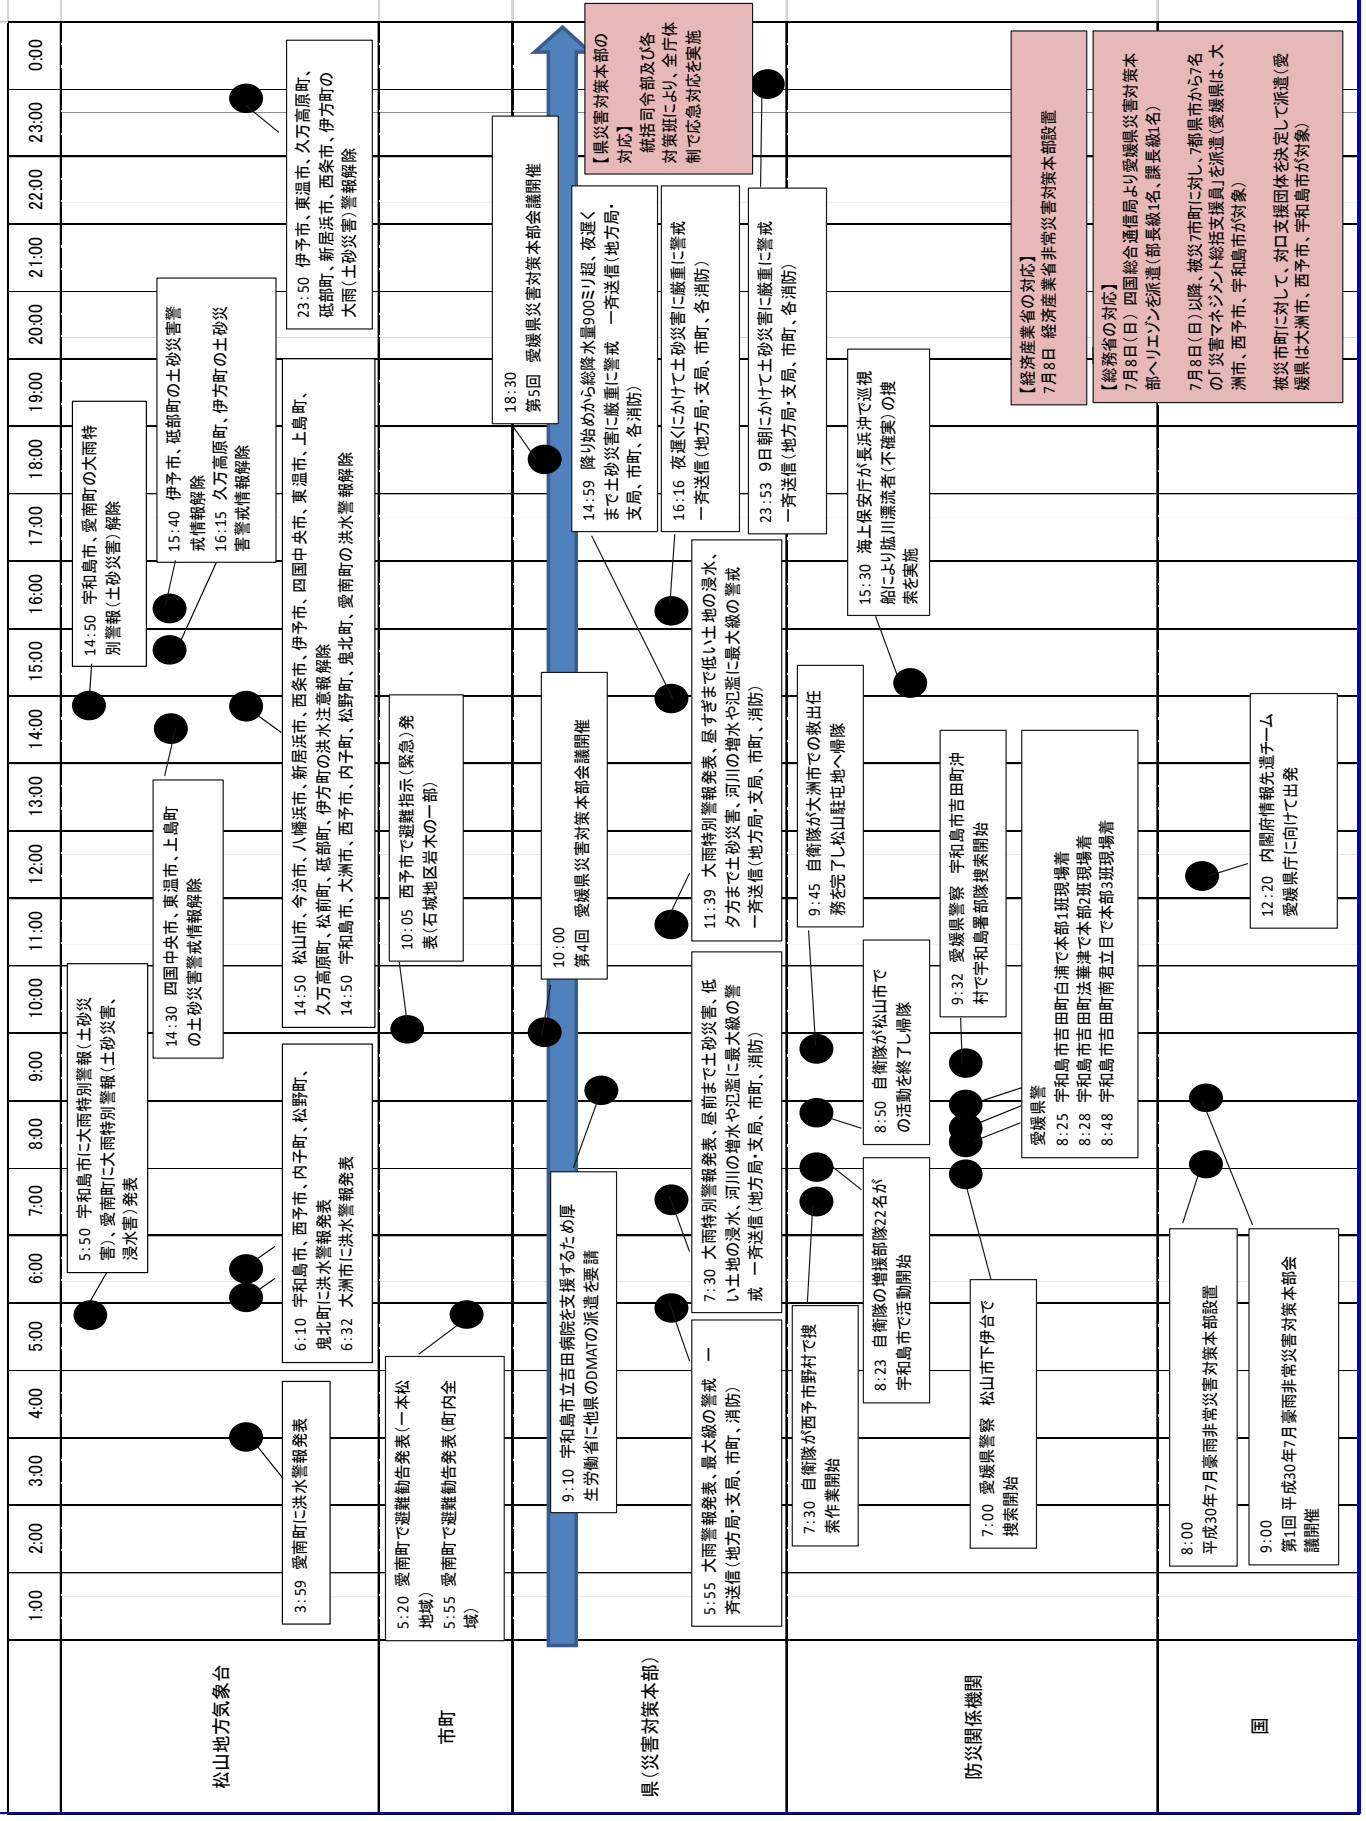 1:00
2:00
3:00
4:00
5:00
6:00
7:00
8:00
9:00
10:00
11:00
12:00
13:00
14:00
15:00
16:00
17:00
18:00
19:00
20:00
21:00
22:00
23:00
0:00
松山地方気象台
5:50 宇和島市に大雨特別警報(土砂災
害)、愛南町に大雨特別警報(土砂災害、
浸水害)発表
14:50 宇和島市、愛南町の大雨特
別警報(土砂災害)解除
14:30 四国中央市、東温市、上島町
の土砂災害警戒情報解除
15:40 伊予市、砥部町の土砂災害警
戒情報解除
16:15 久万高原町、伊方町の土砂災
害警戒情報解除
3:59 愛南町に洪水警報発表
6:10 宇和島市、西予市、内子町、松野町、
鬼北町に洪水警報発表
6:32 大洲市に洪水警報発表
14:50 松山市、今治市、八幡浜市、新居浜市、西条市、伊予市、四国中央市、東温市、上島町、
久万高原町、松前町、砥部町、伊方町の洪水注意報解除
14:50 宇和島市、大洲市、西予市、内子町、松野町、鬼北町、愛南町の洪水警報解除
23:50 伊予市、東温市、久万高原町、
砥部町、新居浜市、西条市、伊方町の
大雨(土砂災害)警報解除
市町
5:20 愛南町で避難勧告発表(一本松
地域)
5:55 愛南町で避難勧告発表(町内全
域)
10:05 西予市で避難指示(緊急)発
表(石城地区岩木の一部)
県(災害対策本部)
9:10 宇和島市立吉田病院を支援するため厚
生労働省に他県のDMATの派遣を要請
10:00
第4回 愛媛県災害対策本部会議開催
18:30
第5回 愛媛県災害対策本部会議開催
【県災害対策本部の
対応】
統括司令部及び各
対策班により、全庁体
制で応急対応を実施
5:55 大雨警報発表、最大級の警戒 一
斉送信(地方局・支局、市町、消防)
7:30 大雨特別警報発表、昼前まで土砂災害、低
い土地の浸水、河川の増水や氾濫に最大級の警
戒 一斉送信(地方局・支局、市町、消防)
11:39 大雨特別警報発表、昼すぎまで低い土地の浸水、
夕方まで土砂災害、河川の増水や氾濫に最大級の警戒
一斉送信(地方局・支局、市町、消防)
14:59 降り始めから総降水量900ミリ超、夜遅く
まで土砂災害に厳重に警戒 一斉送信(地方局・
支局、市町、各消防)
16:16 夜遅くにかけて土砂災害に厳重に警戒
一斉送信(地方局・支局、市町、各消防)
23:53 9日朝にかけて土砂災害に厳重に警戒
一斉送信(地方局・支局、市町、各消防)
防災関係機関
7:30 自衛隊が西予市野村で捜
索作業開始
8:23 自衛隊の増援部隊22名が
宇和島市で活動開始
8:50 自衛隊が松山市で
の活動を終了し帰隊
9:45 自衛隊が大洲市での救出任
務を完了し松山駐屯地へ帰隊
15:30 海上保安庁が長浜沖で巡視
船により肱川漂流者(不確実)の捜
索を実施
7:00 愛媛県警察 松山市下伊台で
捜索開始
9:32 愛媛県警察 宇和島市吉田町沖
村で宇和島署部隊捜索開始
愛媛県警
8:25 宇和島市吉田町白浦で本部1班現場着
8:28 宇和島市吉田町法華津で本部2班現場着
8:48 宇和島市吉田町南君立目で本部3班現場着
【経済産業省の対応】
7月8日 経済産業省非常災害対策本部設置
【総務省の対応】
7月8日(日) 四国総合通信局より愛媛県災害対策本
部へリエゾンを派遣(部長級1名、課長級1名)
7月8日(日)以降、被災7市町に対し、7都県市から7名
の「災害マネジメント総括支援員」を派遣(愛媛県は、大
洲市、西予市、宇和島市が対象)
被災市町に対して、対口支援団体を決定して派遣(愛
媛県は大洲市、西予市、宇和島市が対象)
国
8:00
平成30年7月豪雨非常災害対策本部設置
9:00
第1回 平成30年7月豪雨非常災害対策本部会
議開催
12:20 内閣府情報先遣チーム
愛媛県庁に向けて出発